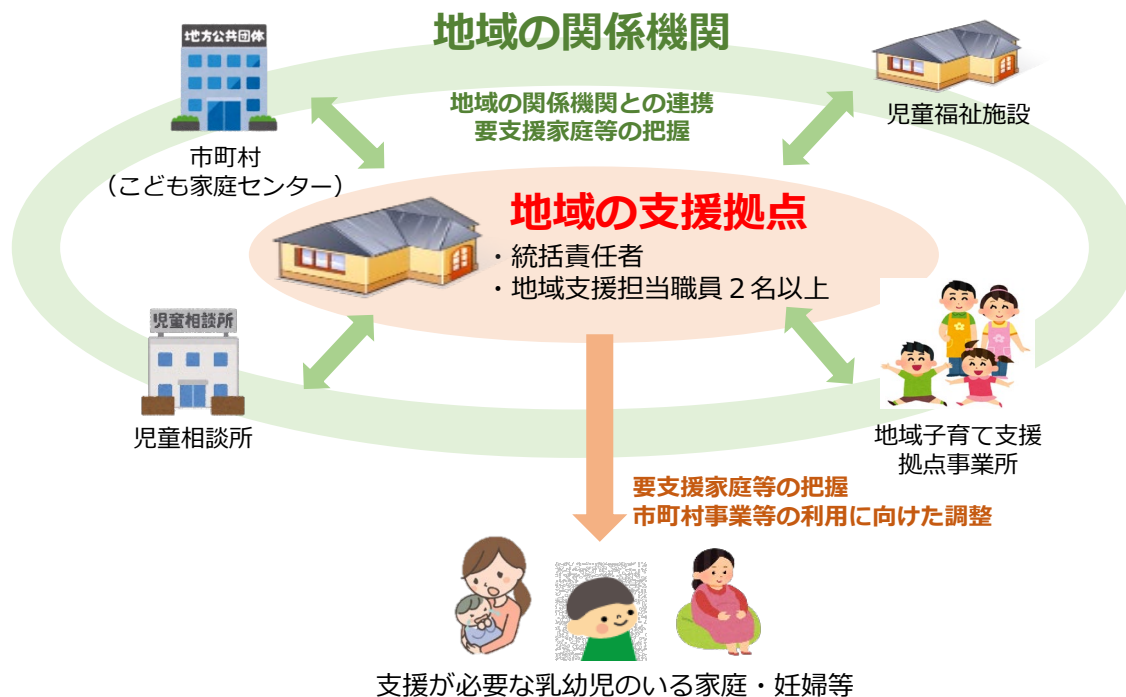 地域の関係機関
地方公共団体
地域の関係機関との連携
要支援家庭等の把握
児童福祉施設
市町村
（こども家庭センター）
地域の支援拠点
・統括責任者
・地域支援担当職員２名以上
児童相談所
児童相談所
地域子育て支援
拠点事業所
要支援家庭等の把握
市町村事業等の利用に向けた調整
支援が必要な乳幼児のいる家庭・妊婦等